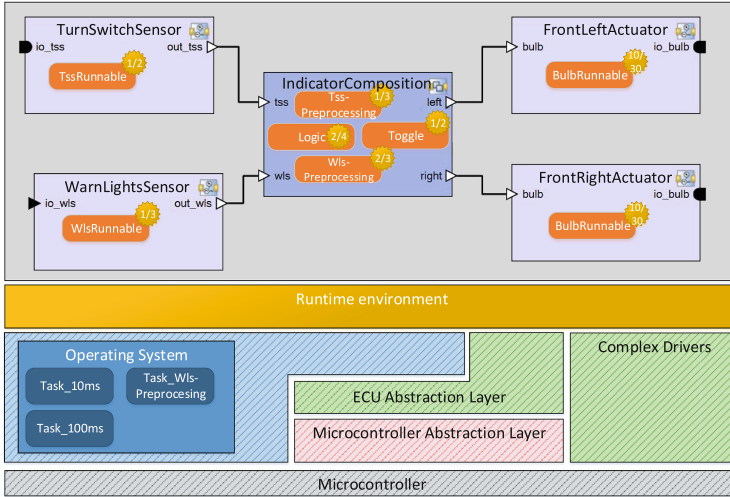 TurnSwitchSensor
io_tss
out_tss
TssRunnable
1/2
FrontLeftActuator
bulb
io_bulb
BulbRunnable
10/
30
IndicatorComposition
tss
left
Tss-
Preprocessing
1/3
Logic
2/4
Toggle
1/2
Wls-
Preprocessing
2/3
wls
right
WarnLightsSensor
io_wls
out_wls
WlsRunnable
1/3
FrontRightActuator
bulb
io_bulb
BulbRunnable
10/
30
Runtime environment
Operating System
Task_10ms
Task_Wls-
Preprocesing
Task_100ms
Complex Drivers
ECU Abstraction Layer
Microcontroller Abstraction Layer
Microcontroller